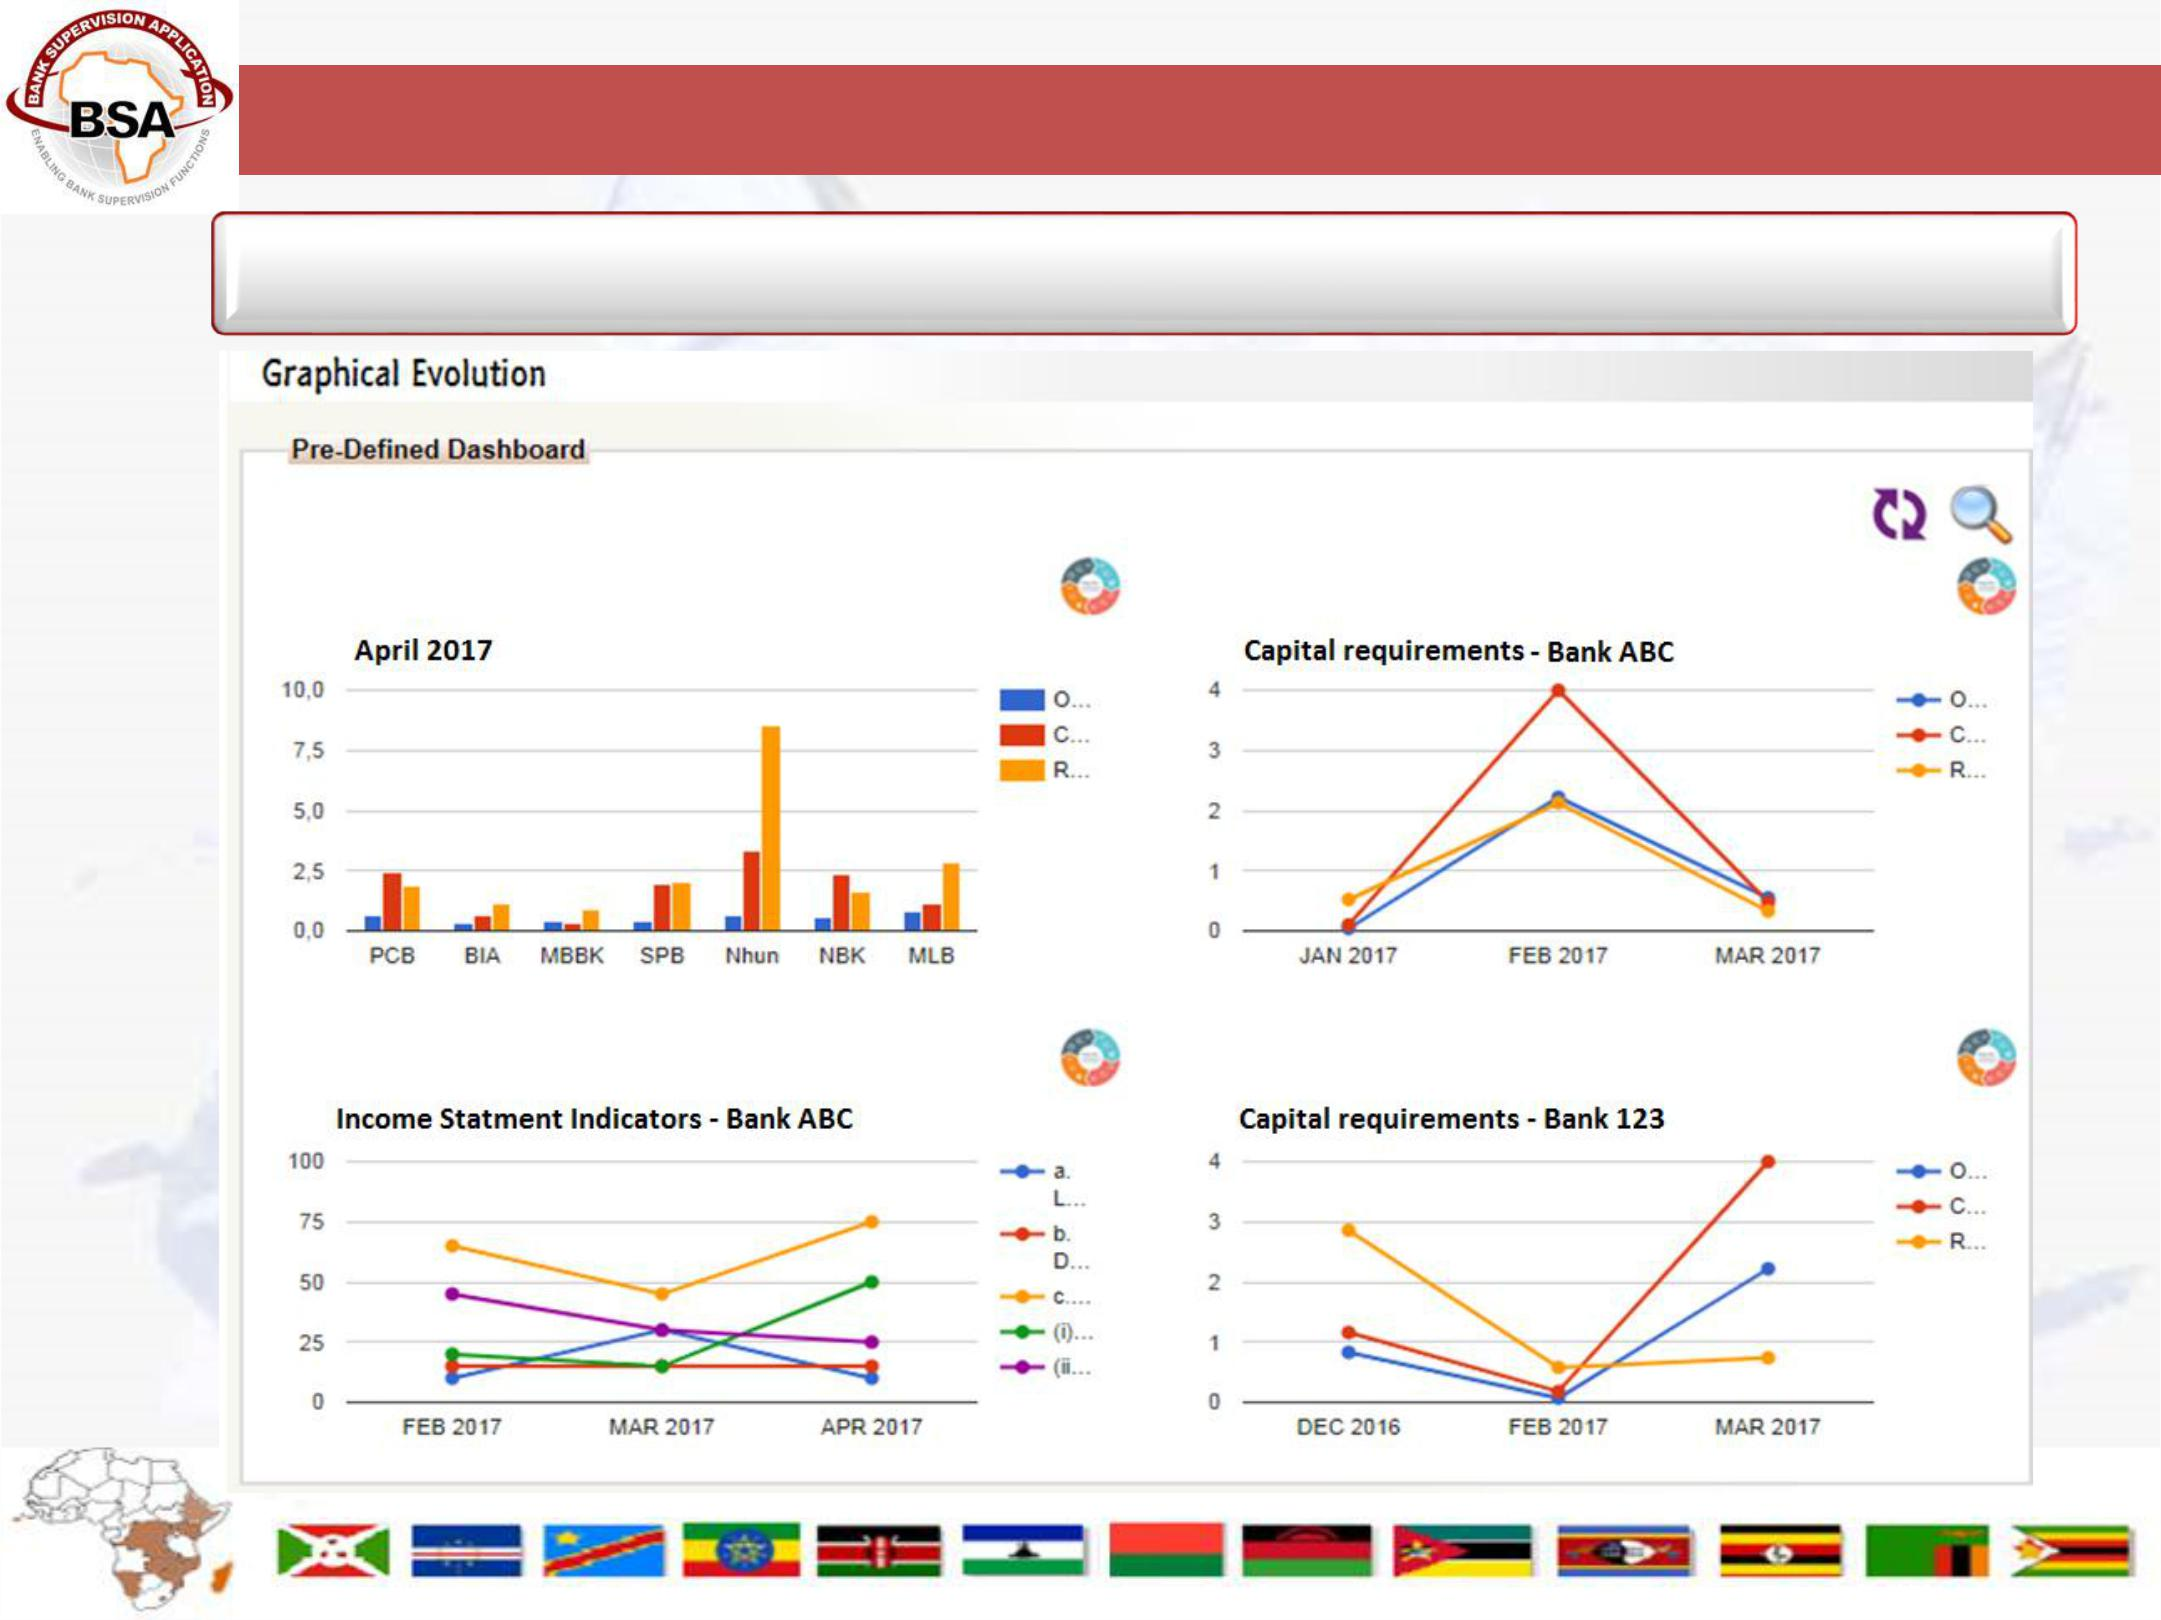 BANK SUPERVISION APPLICATION
BSA
ENABLING BANK SUPERVISION FUNCTIONS
Graphical Evolution
Pre-Defined Dashboard
April 2017
10,0
7,5
5,0
2,5
0,0
PCB BIA MBBK SPB Nhun NBK MLB
O...
C...
R...
Capital requirements - Bank ABC
4
3
2
1
0
JAN 2017 FEB 2017 MAR 2017
O...
C...
R...
Income Statment Indicators - Bank ABC
100
75
50
25
0
FEB 2017 MAR 2017 APR 2017
a.
L...
b.
D...
c....
(i)...
(ii...
Capital requirements - Bank 123
4
3
2
1
0
DEC 2016 FEB 2017 MAR 2017
O...
C...
R...